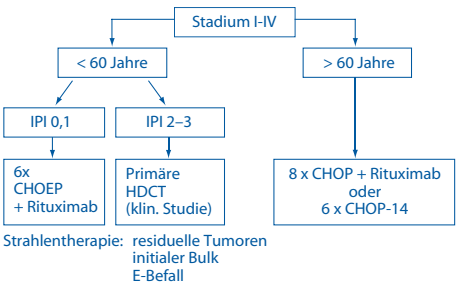 Stadium I-IV
< 60 Jahre
> 60 Jahre
IPI 0,1
IPI 2–3
6x
CHOEP
+ Rituximab
Primäre
HDCT
(klin. Studie)
8 x CHOP + Rituximab
oder
6 x CHOP-14
Strahlentherapie: residuelle Tumoren
initialer Bulk
E-Befall